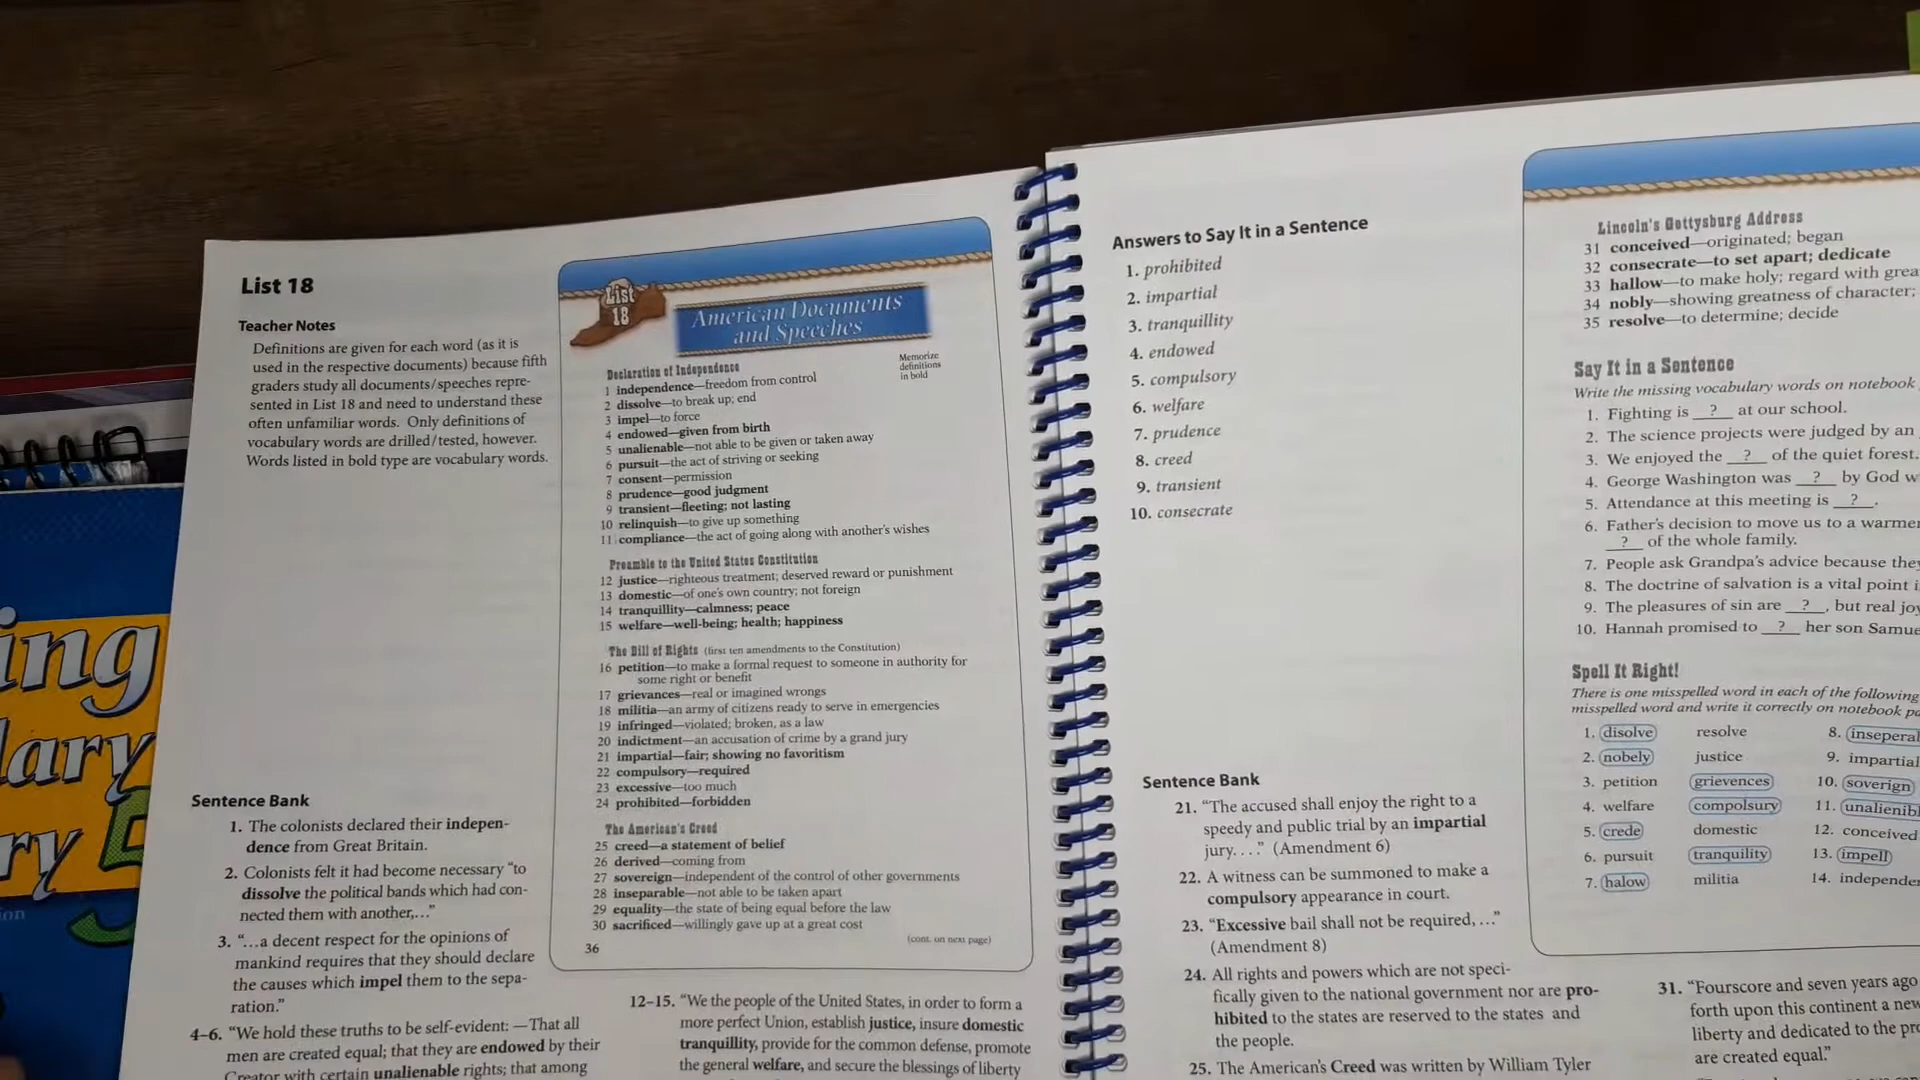 List 18
Teacher Notes
Definitions are given for each word (as it is
used in the respective documents) because fifth
graders study all documents/speeches repre-
sented in List 18 and need to understand these
often unfamiliar words. Only definitions of
vocabulary words are drilled/tested, however.
Words listed in bold type are vocabulary words.
Sentence Bank
1. The colonists declared their indepen-
dence from Great Britain.
2. Colonists felt it had become necessary "to
dissolve the political bands which had con-
nected them with another,..."
3. "...a decent respect for the opinions of
mankind requires that they should declare
the causes which impel them to the sepa-
ration."
4–6. "We hold these truths to be self-evident: —That all
men are created equal; that they are endowed by their
Creator with certain unalienable rights; that among
List
18
American Documents
and Speeches
Memorize
definitions
in bold
Declaration of Independence
1 independence—freedom from control
2 dissolve—to break up; end
3 impel—to force
4 endowed—given from birth
5 unalienable—not able to be given or taken away
6 pursuit—the act of striving or seeking
7 consent—permission
8 prudence—good judgment
9 transient—fleeting; not lasting
10 relinquish—to give up something
11 compliance—the act of going along with another's wishes
Preamble to the United States Constitution
12 justice—righteous treatment; deserved reward or punishment
13 domestic—of one's own country; not foreign
14 tranquillity—calmness; peace
15 welfare—well-being; health; happiness
The Bill of Rights (first ten amendments to the Constitution)
16 petition—to make a formal request to someone in authority for
some right or benefit
17 grievances—real or imagined wrongs
18 militia—an army of citizens ready to serve in emergencies
19 infringed—violated; broken, as a law
20 indictment—an accusation of crime by a grand jury
21 impartial—fair; showing no favoritism
22 compulsory—required
23 excessive—too much
24 prohibited—forbidden
The American's Creed
25 creed—a statement of belief
26 derived—coming from
27 sovereign—independent of the control of other governments
28 inseparable—not able to be taken apart
29 equality—the state of being equal before the law
30 sacrificed—willingly gave up at a great cost
(cont. on next page)
36
12–15. "We the people of the United States, in order to form a
more perfect Union, establish justice, insure domestic
tranquillity, provide for the common defense, promote
the general welfare, and secure the blessings of liberty
Answers to Say It in a Sentence
1. prohibited
2. impartial
3. tranquillity
4. endowed
5. compulsory
6. welfare
7. prudence
8. creed
9. transient
10. consecrate
Sentence Bank
21. "The accused shall enjoy the right to a
speedy and public trial by an impartial
jury. . . ." (Amendment 6)
22. A witness can be summoned to make a
compulsory appearance in court.
23. "Excessive bail shall not be required, ..."
(Amendment 8)
24. All rights and powers which are not speci-
fically given to the national government nor are pro-
hibited to the states are reserved to the states and
the people.
25. The American's Creed was written by William Tyler
Lincoln's Gettysburg Address
31 conceived—originated; began
32 consecrate—to set apart; dedicate
33 hallow—to make holy; regard with grea
34 nobly—showing greatness of character;
35 resolve—to determine; decide
Say It in a Sentence
Write the missing vocabulary words on notebook
1. Fighting is ? at our school.
2. The science projects were judged by an
3. We enjoyed the ? of the quiet forest.
4. George Washington was ? by God w
5. Attendance at this meeting is ? .
6. Father's decision to move us to a warmer
? of the whole family.
7. People ask Grandpa's advice because they
8. The doctrine of salvation is a vital point i
9. The pleasures of sin are ? , but real joy
10. Hannah promised to ? her son Samue
Spell It Right!
There is one misspelled word in each of the following
misspelled word and write it correctly on notebook pa
1. disolve resolve 8. inseperal
2. nobely justice 9. impartial
3. petition grievences 10. soverign
4. welfare compolsury 11. unalienibl
5. crede domestic 12. conceived
6. pursuit tranquility 13. impell
7. halow militia 14. independe
31. "Fourscore and seven years ago
forth upon this continent a new
liberty and dedicated to the pro
are created equal."
ing
lary
ry
ion